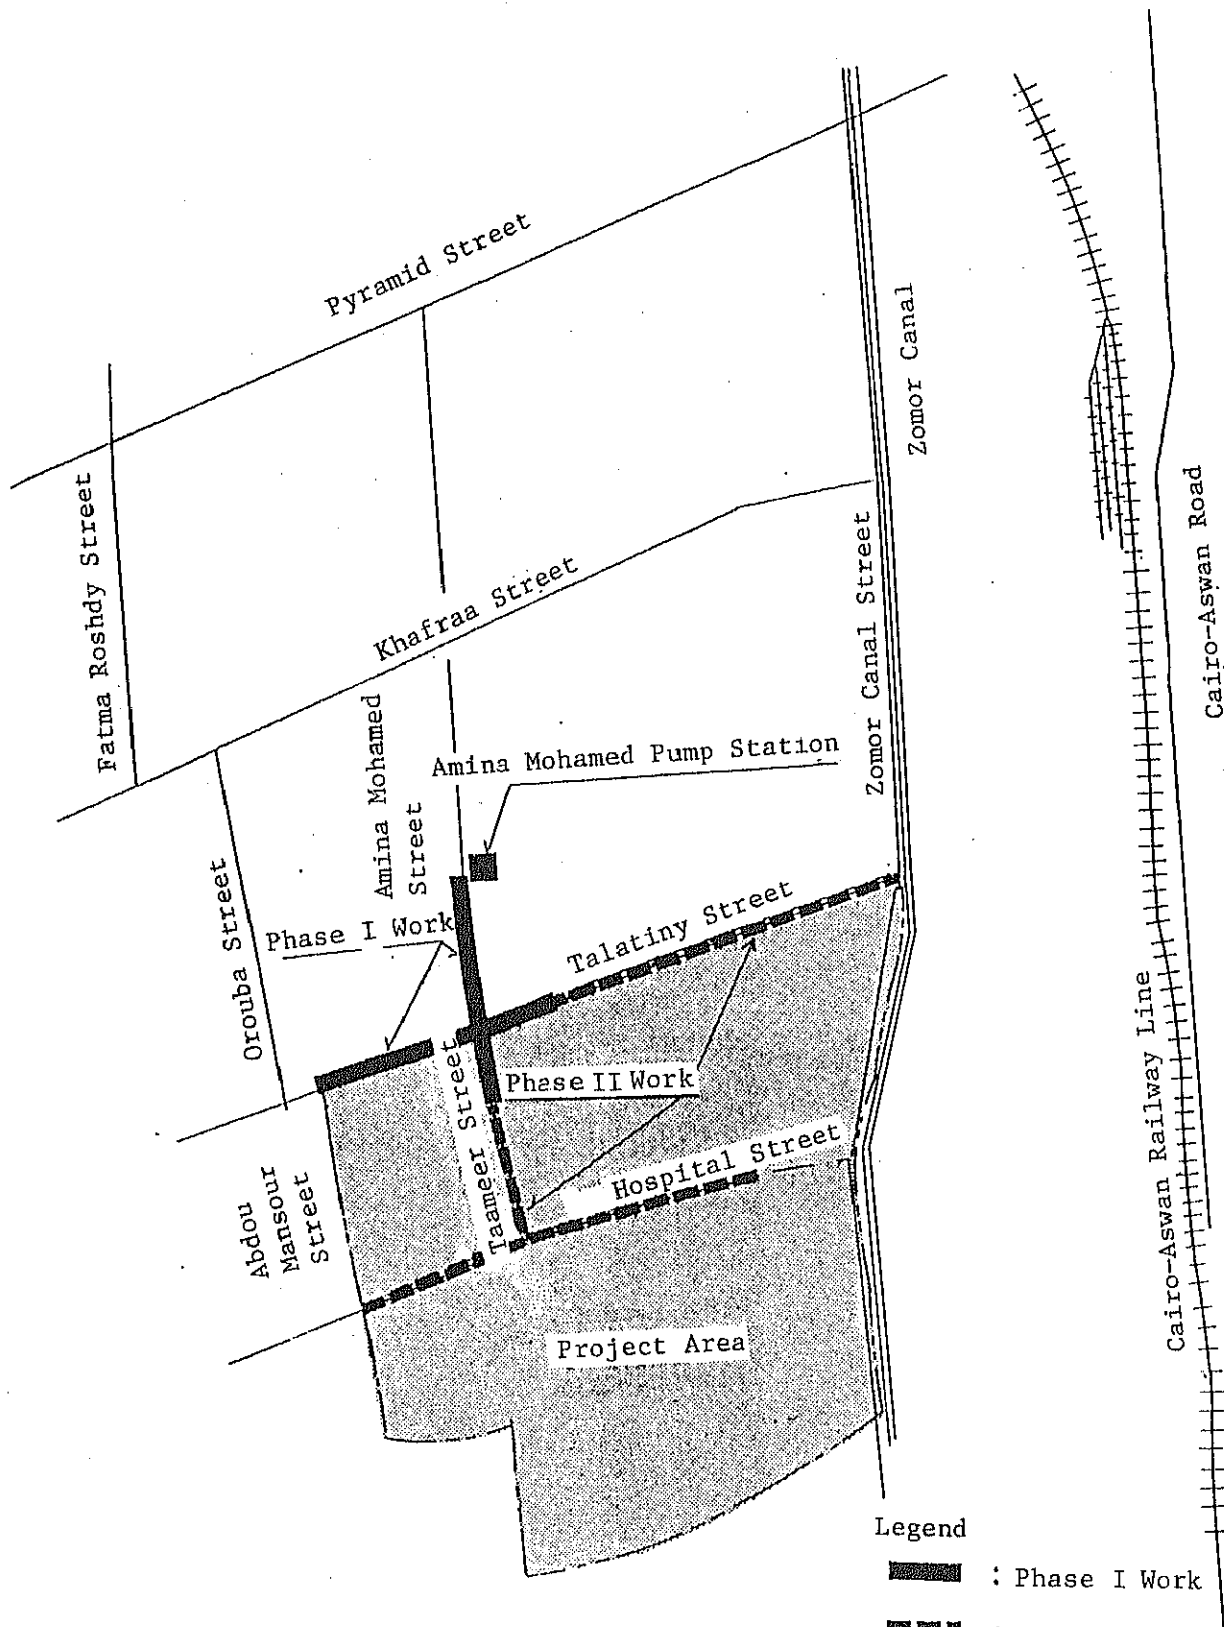 Pyramid Street
Zomor Canal
Fatma Roshdy Street
Khafraa Street
Zomor Canal Street
Cairo-Aswan Road
Amina Mohamed
Street
Amina Mohamed Pump Station
Orouba Street
Phase I Work
Talatiny Street
Taameer Street
Phase II Work
Hospital Street
Abdou
Mansour
Street
Cairo-Aswan Railway Line
Project Area
Legend
: Phase I Work